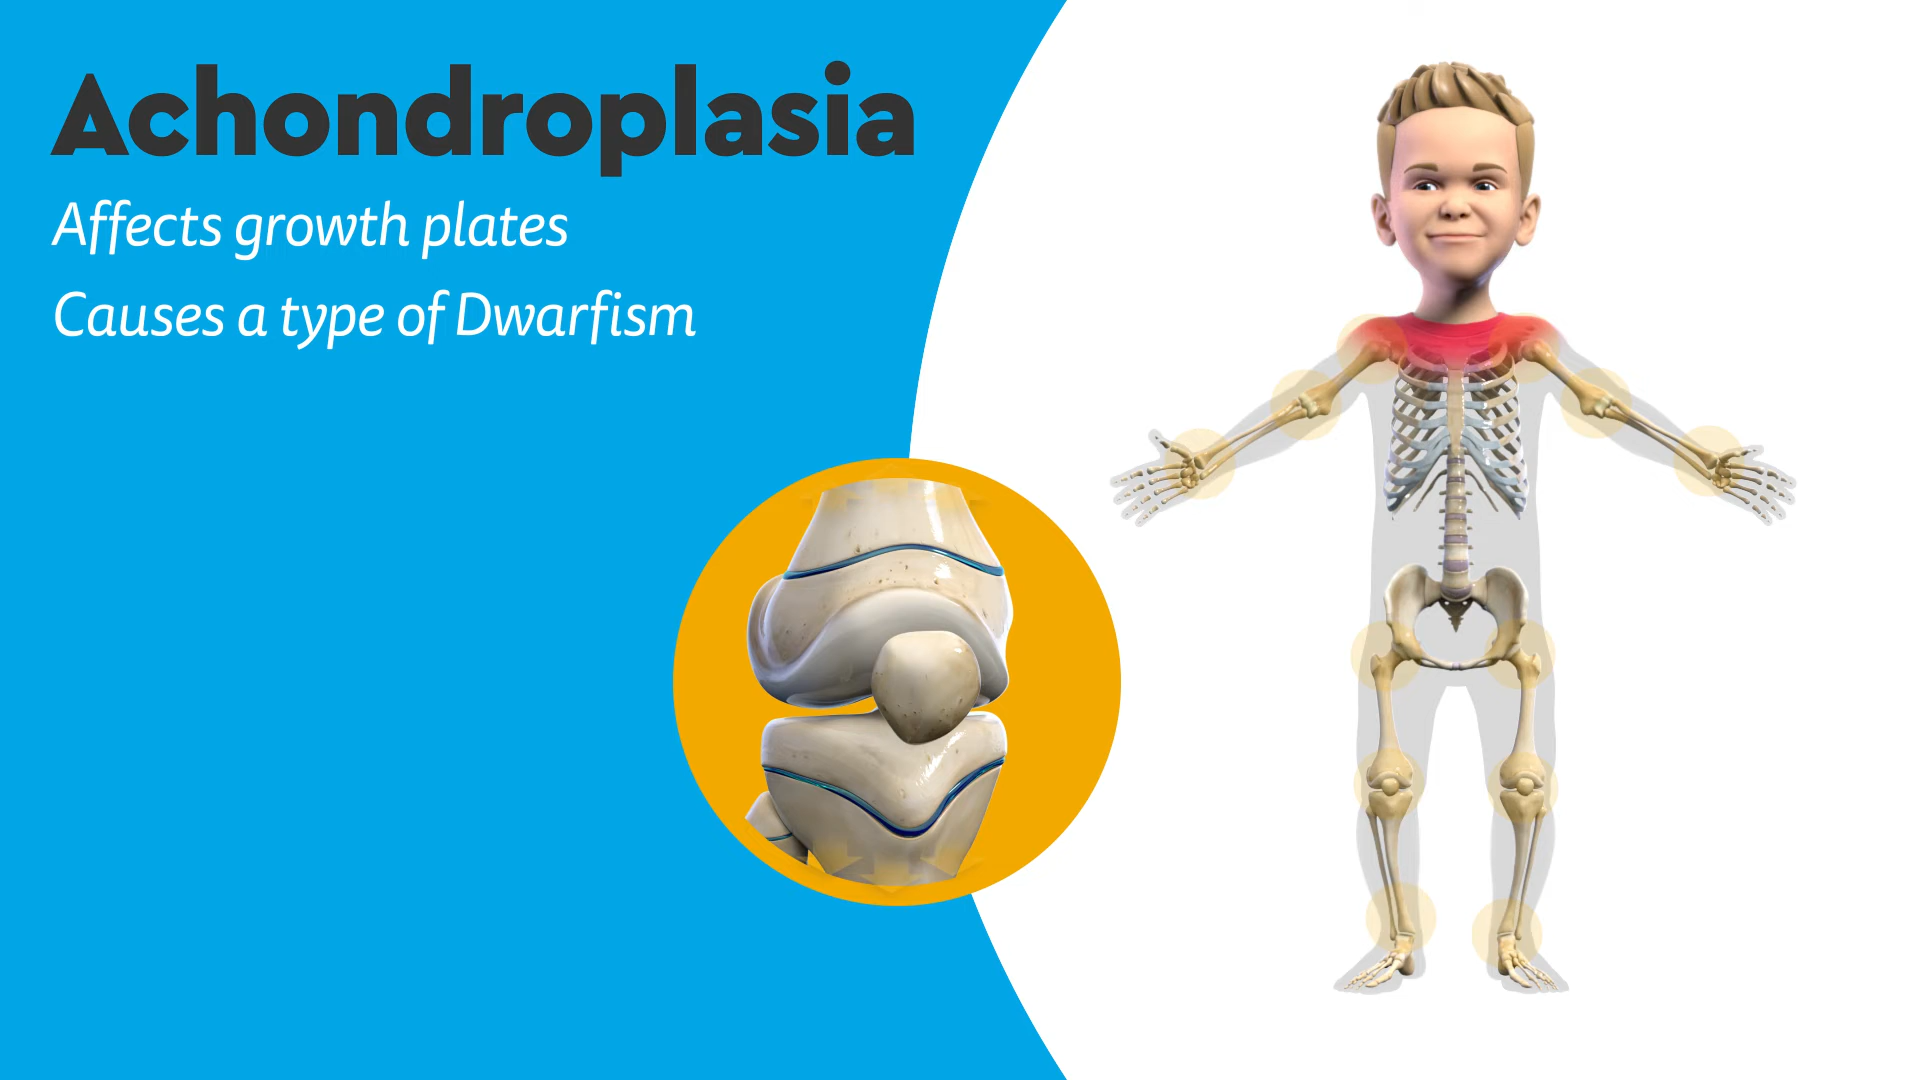 Achondroplasia
Affects growth plates
Causes a type of Dwarfism